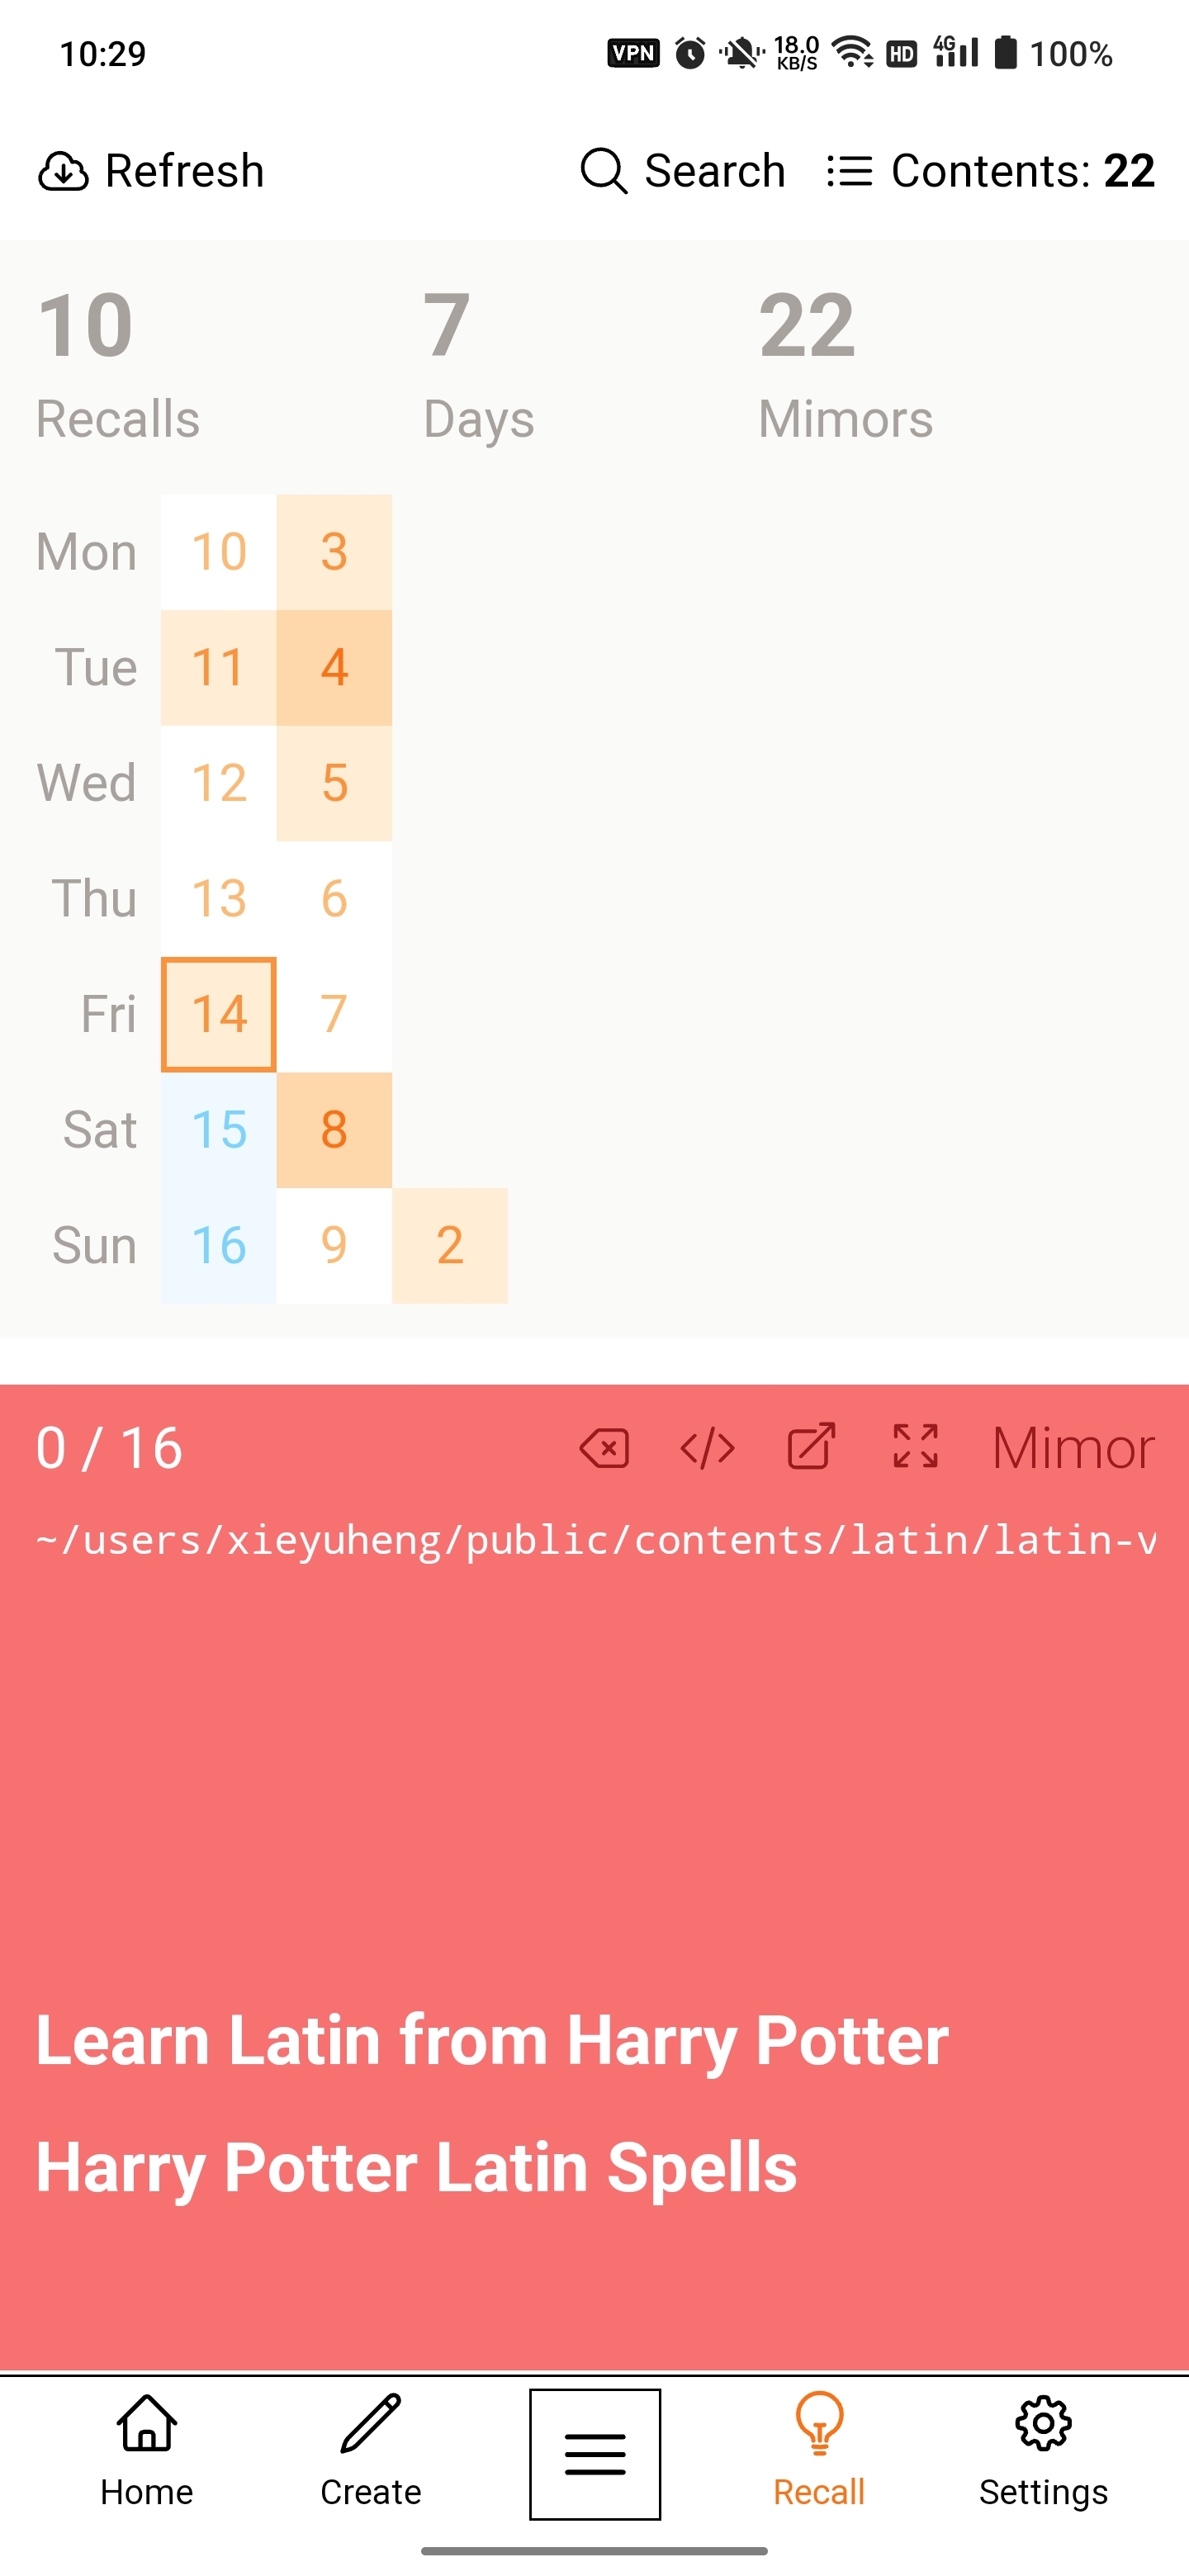 10:29 VPN 18.0 KB/S HD 4G 100%
Refresh Search Contents: 22
10 7 22
Recalls Days Mimors
Mon 10 3
Tue 11 4
Wed 12 5
Thu 13 6
Fri 14 7
Sat 15 8
Sun 16 9 2
0 / 16 </> Mimor
~/users/xieyuheng/public/contents/latin/latin-v
Learn Latin from Harry Potter
Harry Potter Latin Spells
Home Create Recall Settings